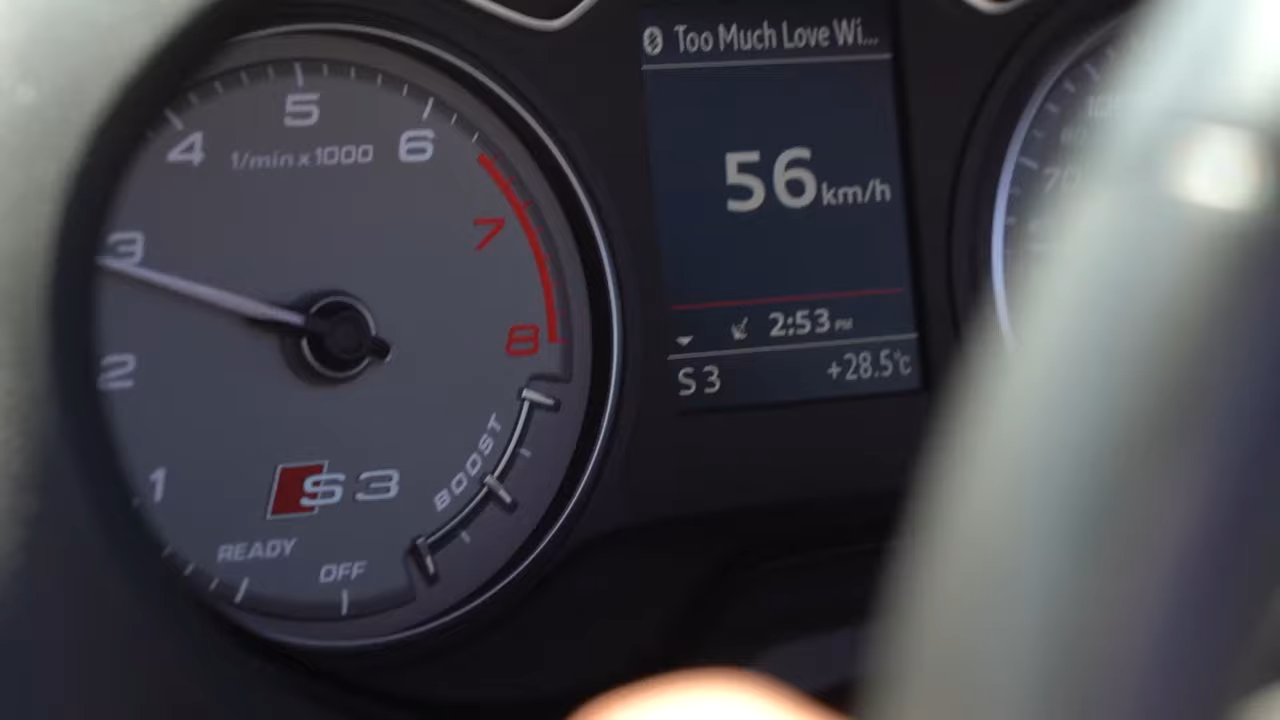 Too Much Love Wi...
56 km/h
2:53 PM
S 3
+28.5°C
5
4
6
1/min x 1000
3
7
2
8
1
S3
BOOST
READY
OFF
70